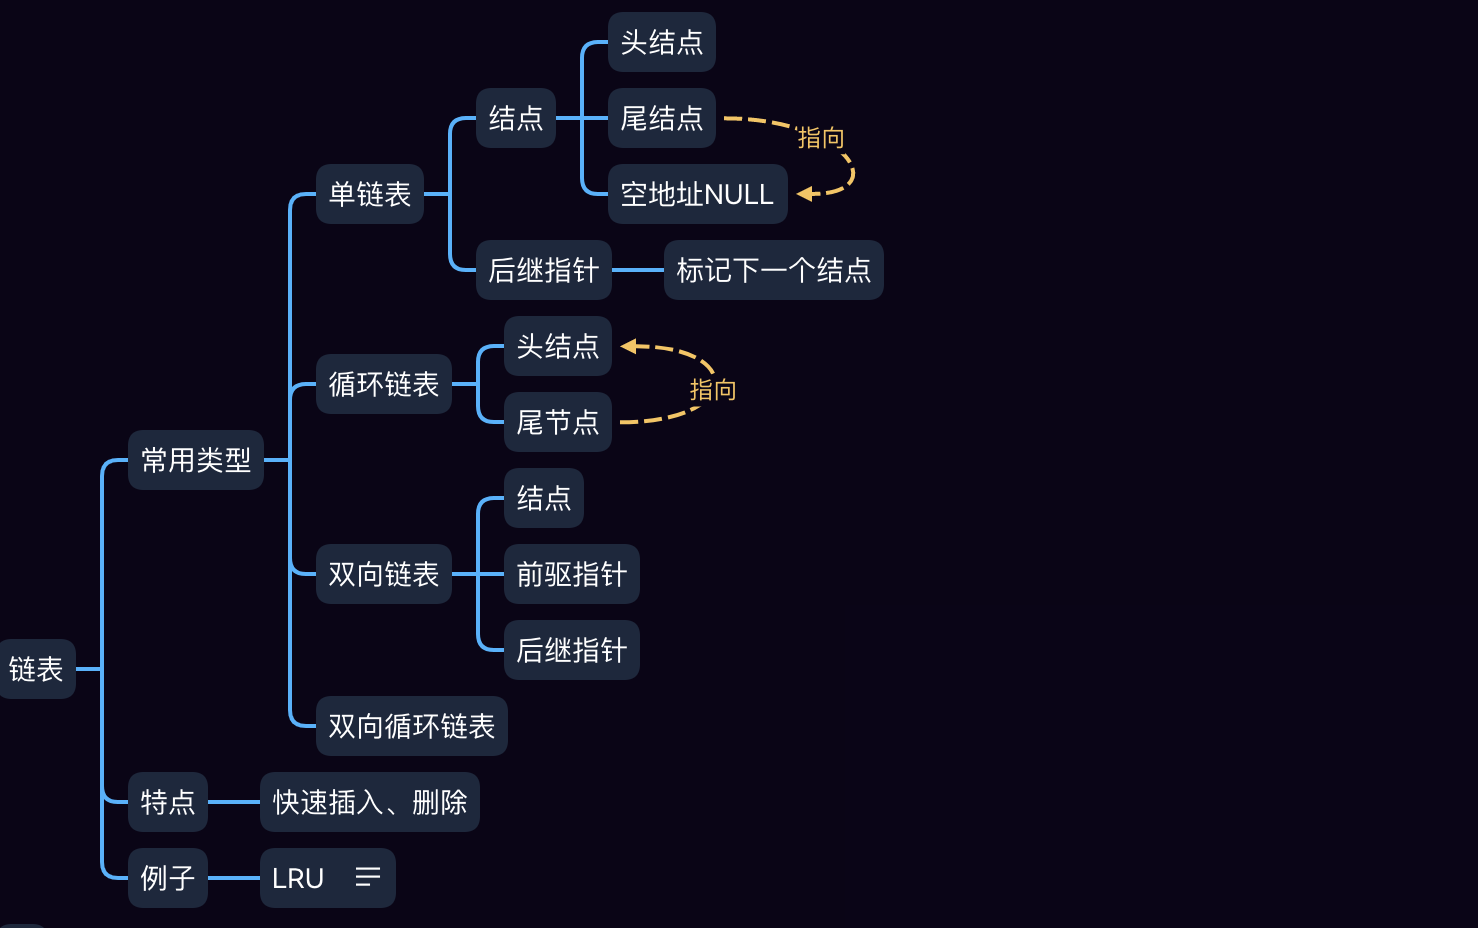 头结点
结点
尾结点
指向
单链表
空地址NULL
后继指针
标记下一个结点
头结点
循环链表
指向
尾节点
常用类型
结点
双向链表
前驱指针
后继指针
链表
双向循环链表
特点
快速插入、删除
例子
LRU